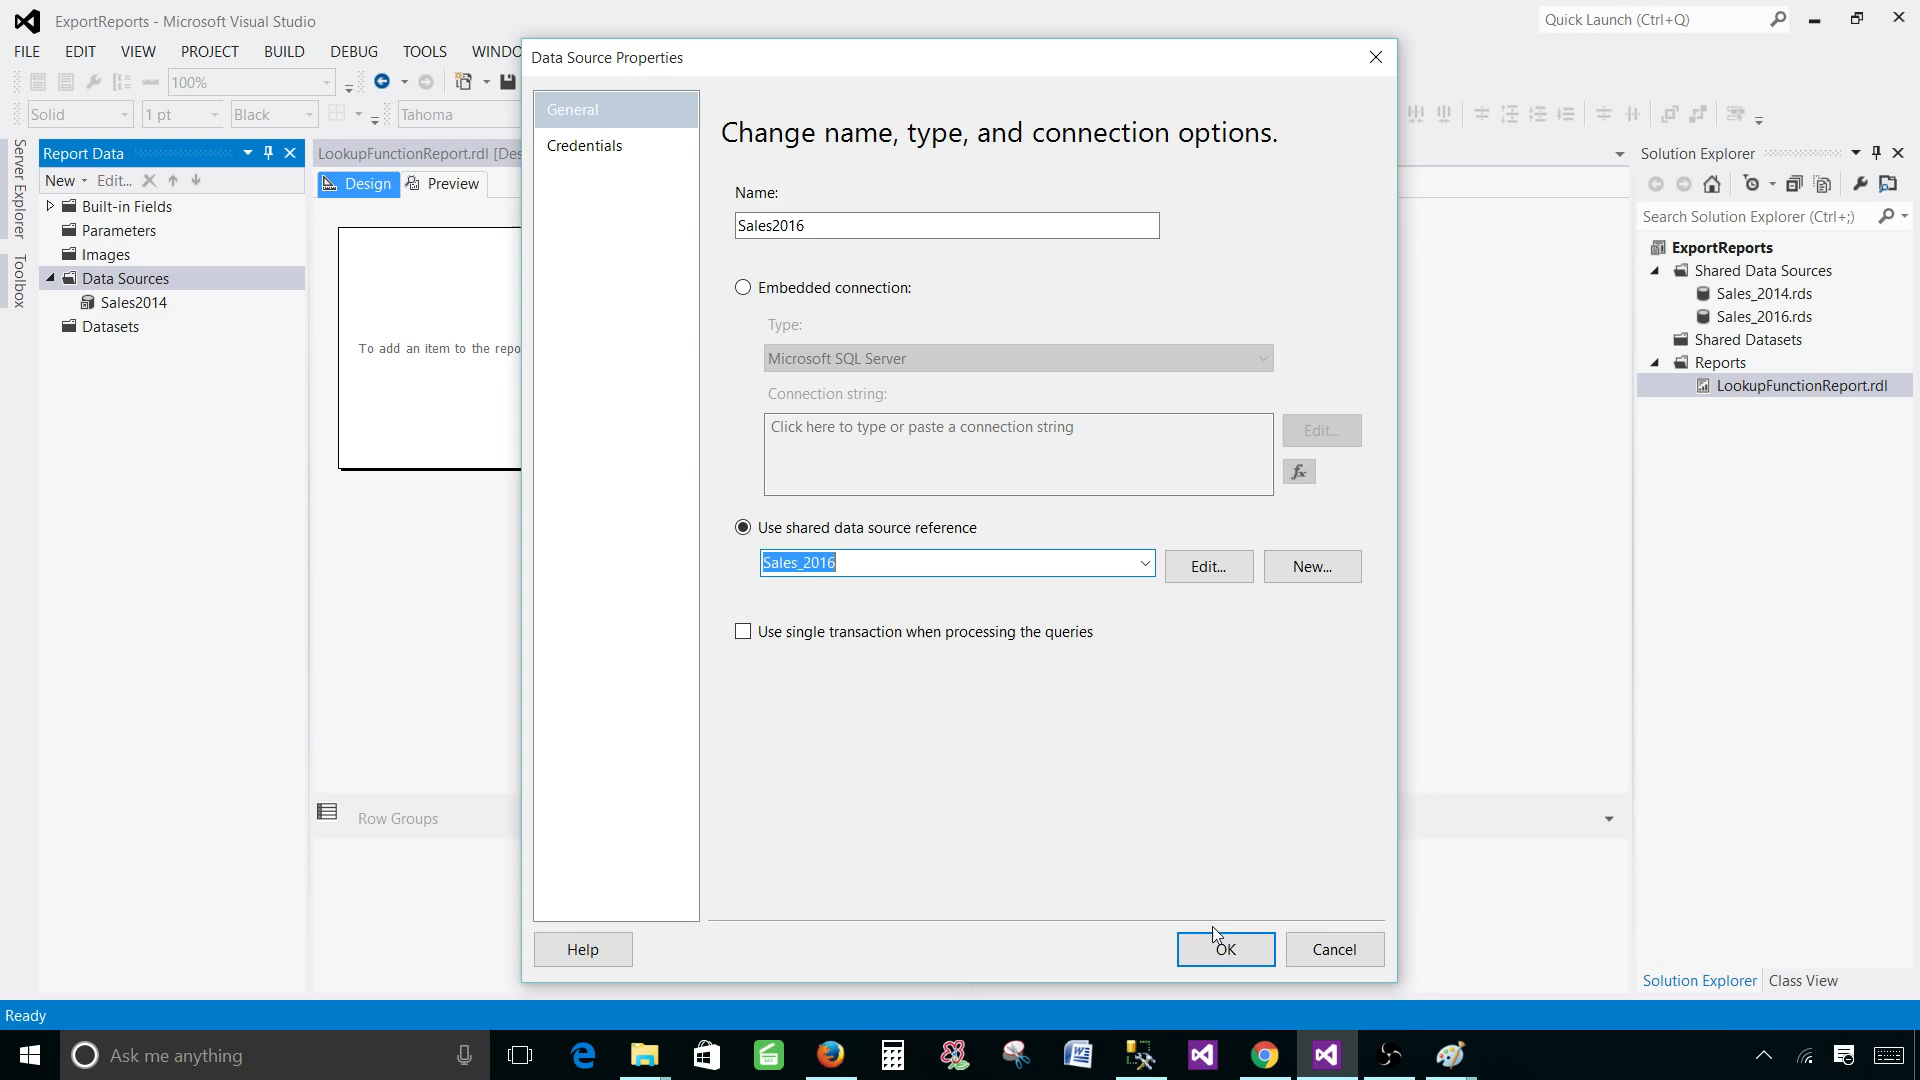 ExportReports - Microsoft Visual Studio
Quick Launch (Ctrl+Q)
FILE EDIT VIEW PROJECT BUILD DEBUG TOOLS WINDO
100%
Solid 1 pt Black Tahoma
Server Explorer
Toolbox
Report Data
New Edit...
Built-in Fields
Parameters
Images
Data Sources
Sales2014
Datasets
LookupFunctionReport.rdl [Des
Design Preview
To add an item to the repo
Row Groups
Data Source Properties
General
Credentials
Change name, type, and connection options.
Name:
Sales2016
Embedded connection:
Type:
Microsoft SQL Server
Connection string:
Click here to type or paste a connection string
Edit...
fx
Use shared data source reference
Sales_2016
Edit... New...
Use single transaction when processing the queries
Help OK Cancel
Solution Explorer
Search Solution Explorer (Ctrl+;)
ExportReports
Shared Data Sources
Sales_2014.rds
Sales_2016.rds
Shared Datasets
Reports
LookupFunctionReport.rdl
Solution Explorer Class View
Ready
Ask me anything